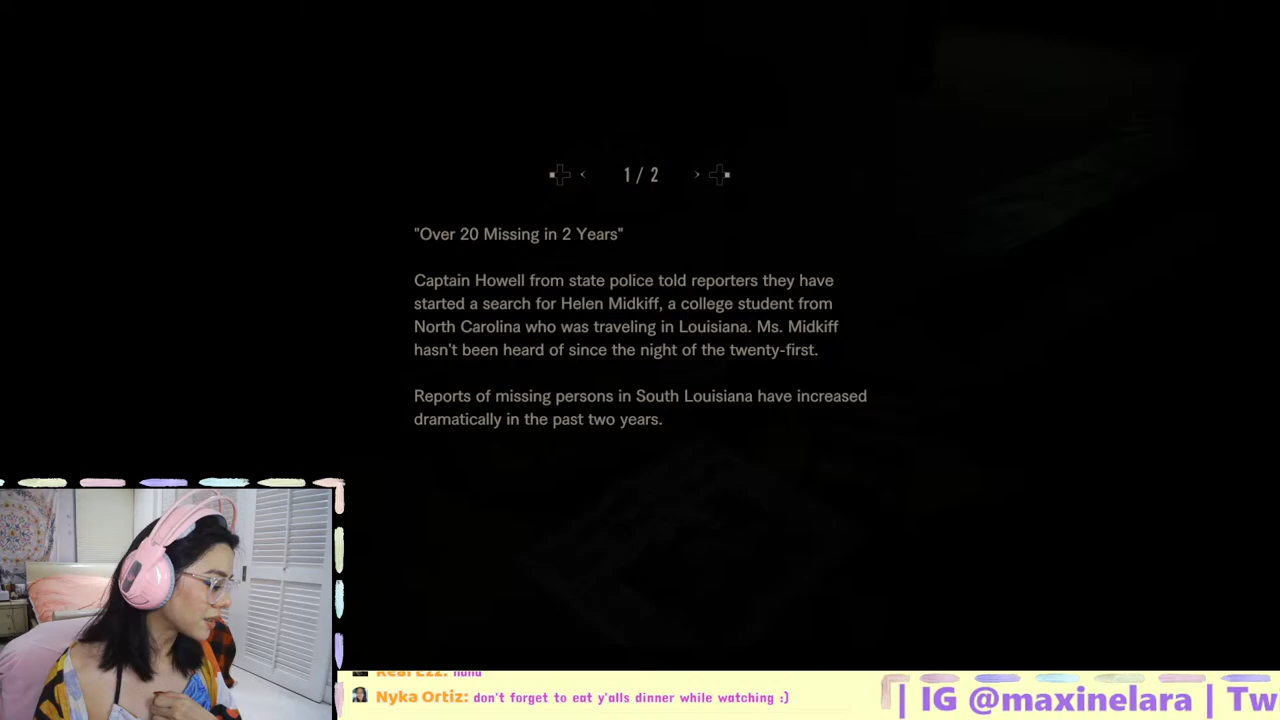 1 / 2
"Over 20 Missing in 2 Years"
Captain Howell from state police told reporters they have
started a search for Helen Midkiff, a college student from
North Carolina who was traveling in Louisiana. Ms. Midkiff
hasn't been heard of since the night of the twenty-first.
Reports of missing persons in South Louisiana have increased
dramatically in the past two years.
Nyka Ortiz: don't forget to eat y'alls dinner while watching :)
| IG @maxinelara | Tw